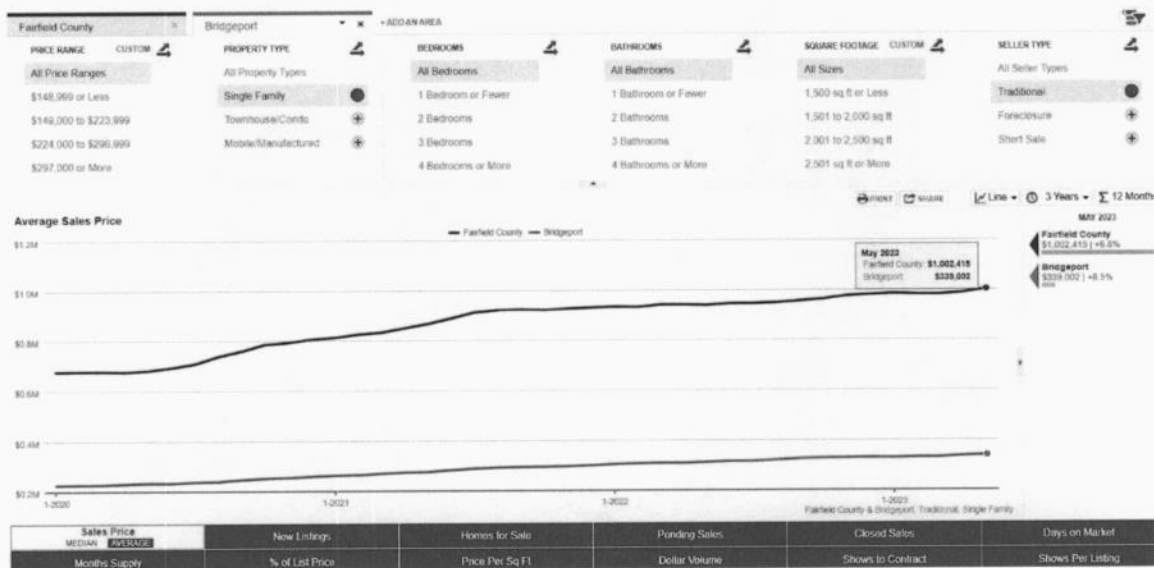 Fairfield County ×
Bridgeport ▾ ×
+ADD AN AREA
PRICE RANGE CUSTOM
All Price Ranges
$148,999 or Less
$149,000 to $223,999
$224,000 to $296,999
$297,000 or More
PROPERTY TYPE
All Property Types
Single Family
Townhouse/Condo +
Mobile/Manufactured +
BEDROOMS
All Bedrooms
1 Bedroom or Fewer
2 Bedrooms
3 Bedrooms
4 Bedrooms or More
BATHROOMS
All Bathrooms
1 Bathroom or Fewer
2 Bathrooms
3 Bathrooms
4 Bathrooms or More
SQUARE FOOTAGE CUSTOM
All Sizes
1,500 sq ft or Less
1,501 to 2,000 sq ft
2,001 to 2,500 sq ft
2,501 sq ft or More
SELLER TYPE
All Seller Types
Traditional
Foreclosure +
Short Sale +
PRINT SHARE Line ▾ 3 Years ▾ Σ 12 Month
Average Sales Price
Fairfield County Bridgeport
MAY 2023
Fairfield County
$1,002,415 | +6.8%
Bridgeport
$339,002 | +8.5%
May 2023
Fairfield County: $1,002,415
Bridgeport: $339,002
$1.2M
$1.0M
$0.8M
$0.6M
$0.4M
$0.2M
1-2020 1-2021 1-2022 1-2023
Fairfield County & Bridgeport, Traditional, Single Family
Sales Price
MEDIAN AVERAGE
New Listings
Homes for Sale
Pending Sales
Closed Sales
Days on Market
Months Supply
% of List Price
Price Per Sq Ft
Dollar Volume
Shows to Contract
Shows Per Listing